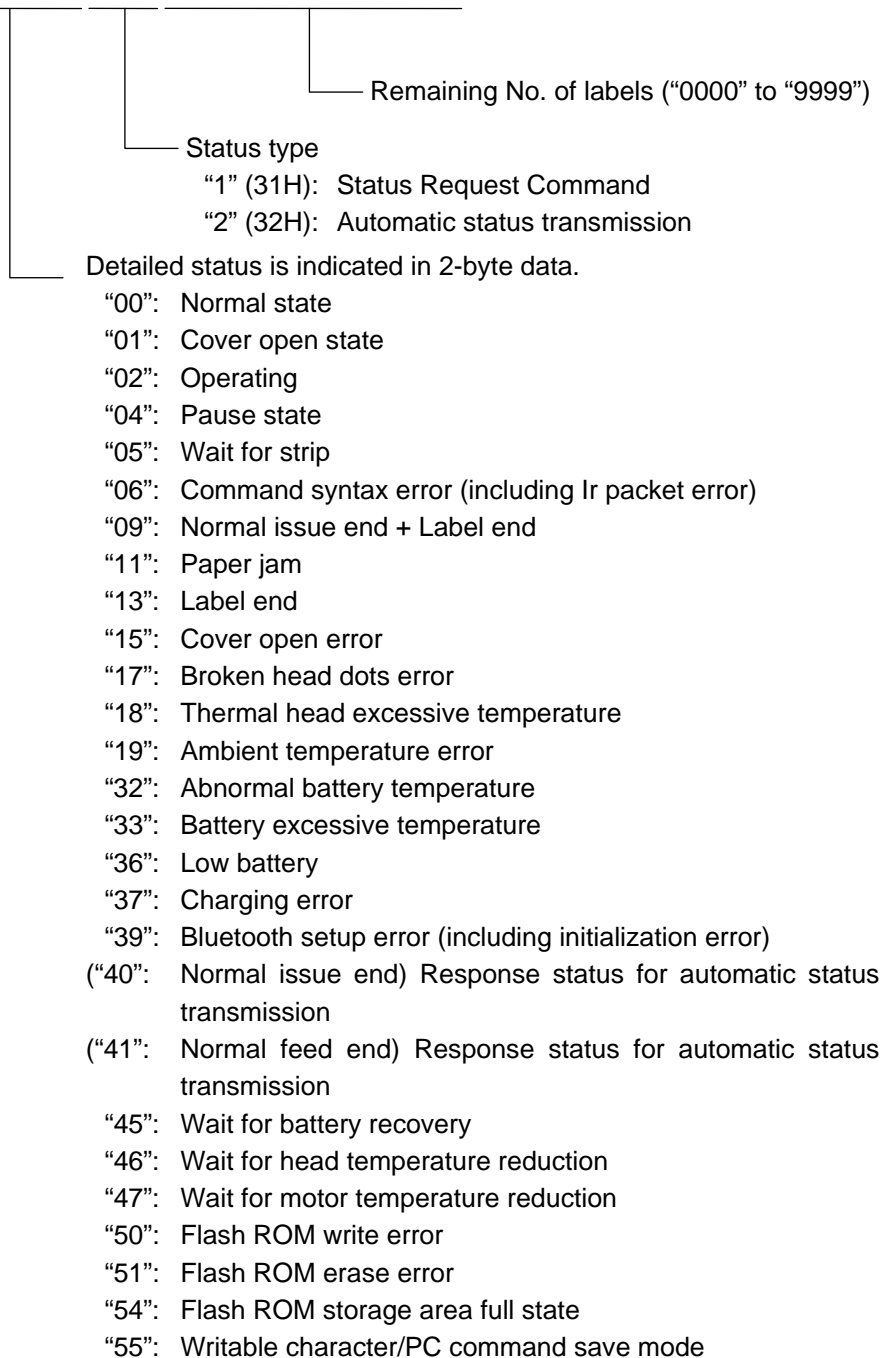 Remaining No. of labels (“0000” to “9999”)
Status type
“1” (31H): Status Request Command
“2” (32H): Automatic status transmission
Detailed status is indicated in 2-byte data.
“00”: Normal state
“01”: Cover open state
“02”: Operating
“04”: Pause state
“05”: Wait for strip
“06”: Command syntax error (including Ir packet error)
“09”: Normal issue end + Label end
“11”: Paper jam
“13”: Label end
“15”: Cover open error
“17”: Broken head dots error
“18”: Thermal head excessive temperature
“19”: Ambient temperature error
“32”: Abnormal battery temperature
“33”: Battery excessive temperature
“36”: Low battery
“37”: Charging error
“39”: Bluetooth setup error (including initialization error)
(“40”: Normal issue end) Response status for automatic status
transmission
(“41”: Normal feed end) Response status for automatic status
transmission
“45”: Wait for battery recovery
“46”: Wait for head temperature reduction
“47”: Wait for motor temperature reduction
“50”: Flash ROM write error
“51”: Flash ROM erase error
“54”: Flash ROM storage area full state
“55”: Writable character/PC command save mode